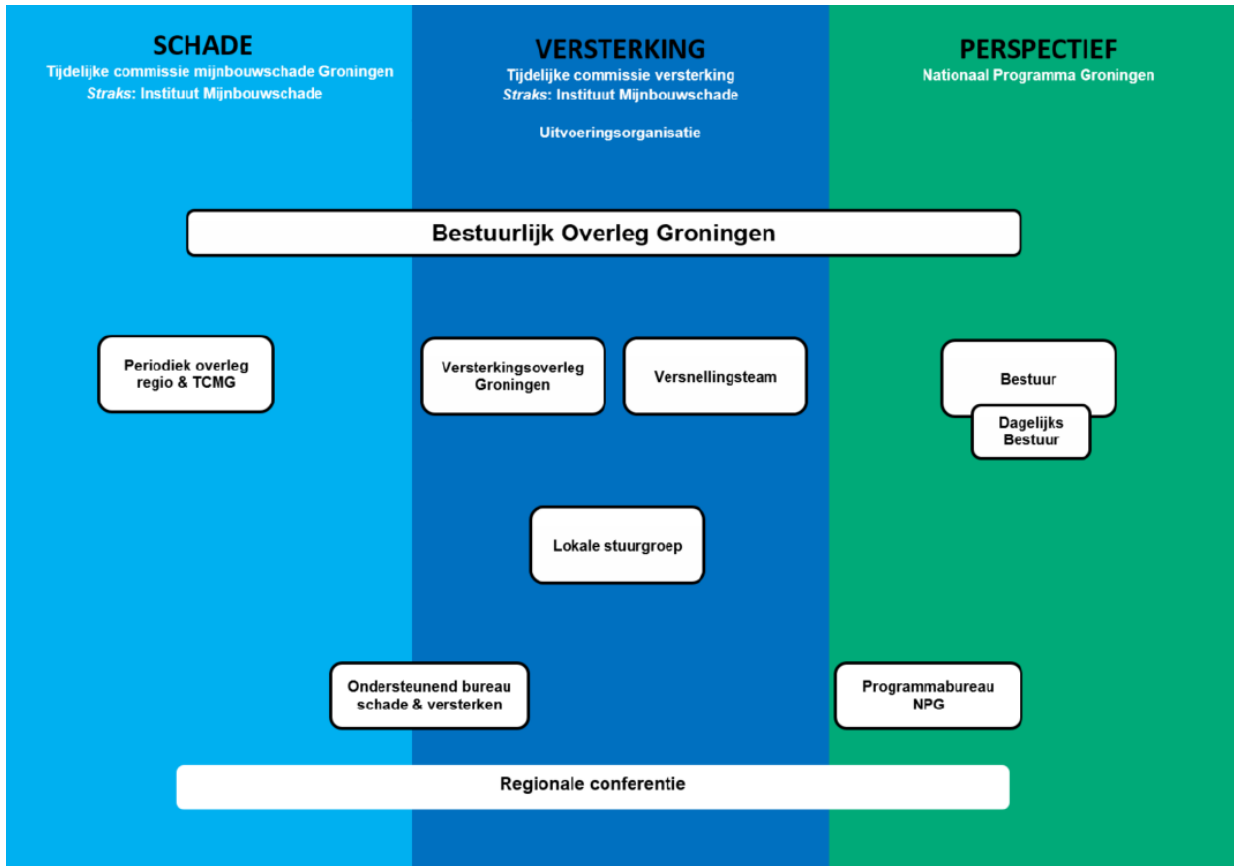 SCHADE
Tijdelijke commissie mijnbouwschade Groningen
Straks: Instituut Mijnbouwschade
VERSTERKING
Tijdelijke commissie versterking
Straks: Instituut Mijnbouwschade
Uitvoeringsorganisatie
PERSPECTIEF
Nationaal Programma Groningen
Bestuurlijk Overleg Groningen
Periodiek overleg
regio & TCMG
Versterkingsoverleg
Groningen
Versnellingsteam
Bestuur
Dagelijks
Bestuur
Lokale stuurgroep
Ondersteunend bureau
schade & versterken
Programmabureau
NPG
Regionale conferentie